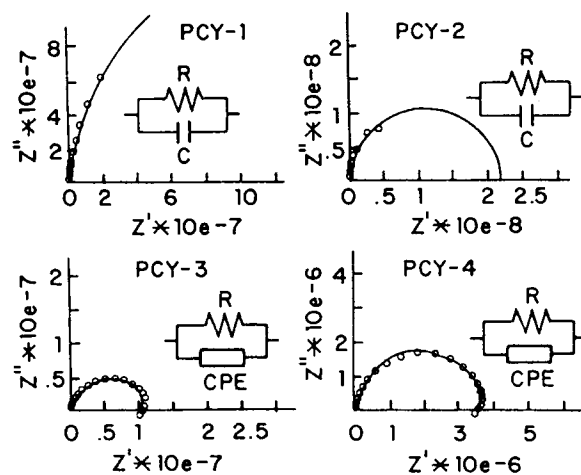 PCY-1
R
C
Z″ * 10e-7
8
6
4
2
0 2 6 10 12
Z′ * 10e-7
PCY-2
R
C
Z″ * 10e-8
2
1
.5
0 .5 1 2 2.5
Z′ * 10e-8
PCY-3
R
CPE
Z″ * 10e-7
2
1
.5
0 .5 1 2 2.5
Z′ * 10e-7
PCY-4
R
CPE
Z″ * 10e-6
4
2
1
0 1 3 5
Z′ * 10e-6